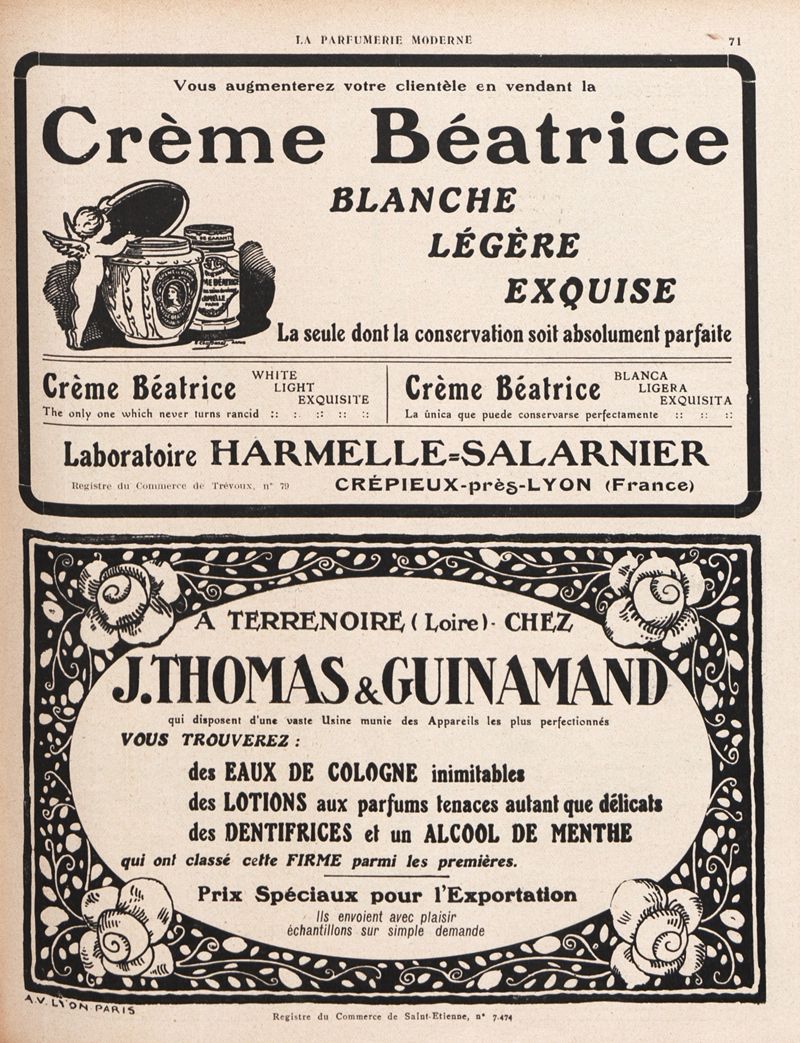 LA PARFUMERIE MODERNE
71
Vous augmenterez votre clientèle en vendant la
Crème Béatrice
BLANCHE
LÉGÈRE
EXQUISE
La seule dont la conservation soit absolument parfaite
Crème Béatrice
WHITE
LIGHT
EXQUISITE
The only one which never turns rancid :: :. :: :: ::
Crème Béatrice
BLANCA
LIGERA
EXQUISITA
La única que puede conservarse perfectamente :: :: ::
Laboratoire HARMELLE=SALARNIER
Registre du Commerce de Trévoux, n° 79
CRÉPIEUX-près-LYON (France)
A TERRENOIRE (Loire)- CHEZ
J. THOMAS & GUINAMAND
qui disposent d'une vaste Usine munie des Appareils les plus perfectionnés
VOUS TROUVEREZ :
des EAUX DE COLOGNE inimitables
des LOTIONS aux parfums tenaces autant que délicats
des DENTIFRICES et un ALCOOL DE MENTHE
qui ont classé cette FIRME parmi les premières.
Prix Spéciaux pour l'Exportation
Ils envoient avec plaisir
échantillons sur simple demande
A.V. LYON-PARIS
Registre du Commerce de Saint-Etienne, n° 7.474